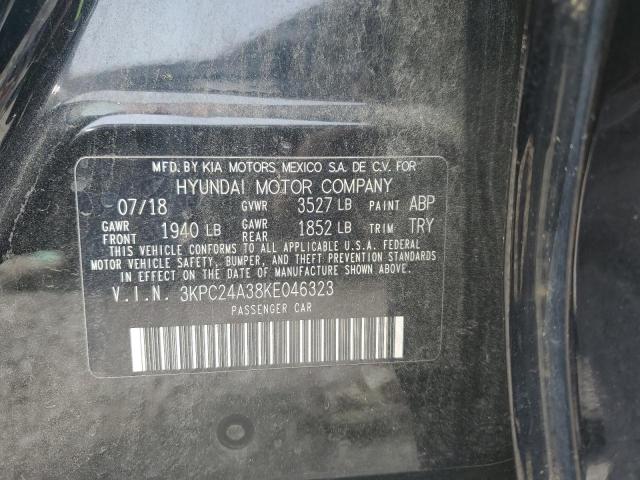 MFD. BY KIA MOTORS MEXICO S.A. DE C.V. FOR
HYUNDAI MOTOR COMPANY
07/18 GVWR 3527 LB PAINT ABP
GAWR FRONT 1940 LB GAWR REAR 1852 LB TRIM TRY
THIS VEHICLE CONFORMS TO ALL APPLICABLE U.S.A. FEDERAL
MOTOR VEHICLE SAFETY, BUMPER, AND THEFT PREVENTION STANDARDS
IN EFFECT ON THE DATE OF MANUFACTURE SHOWN ABOVE.
V.I.N. 3KPC24A38KE046323
PASSENGER CAR